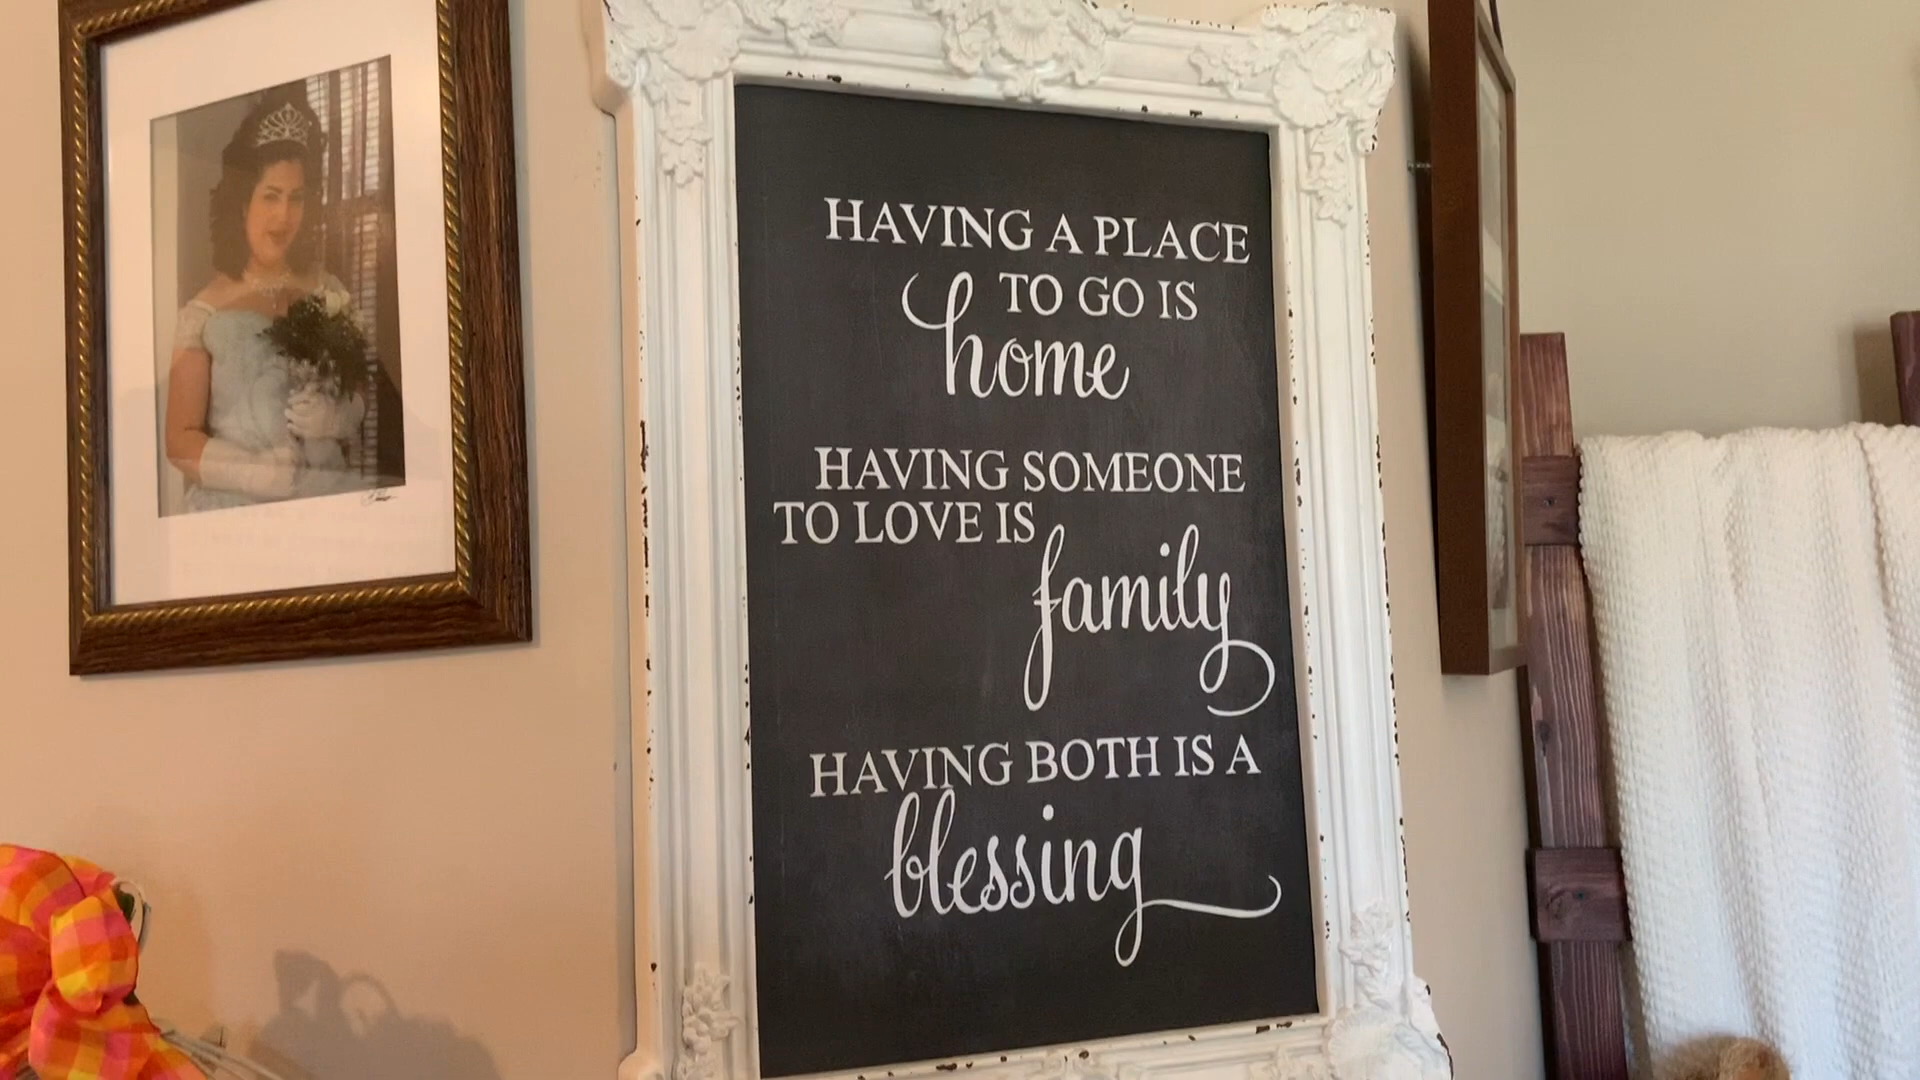 HAVING A PLACE
TO GO IS
home
HAVING SOMEONE
TO LOVE IS
family
HAVING BOTH IS A
blessing